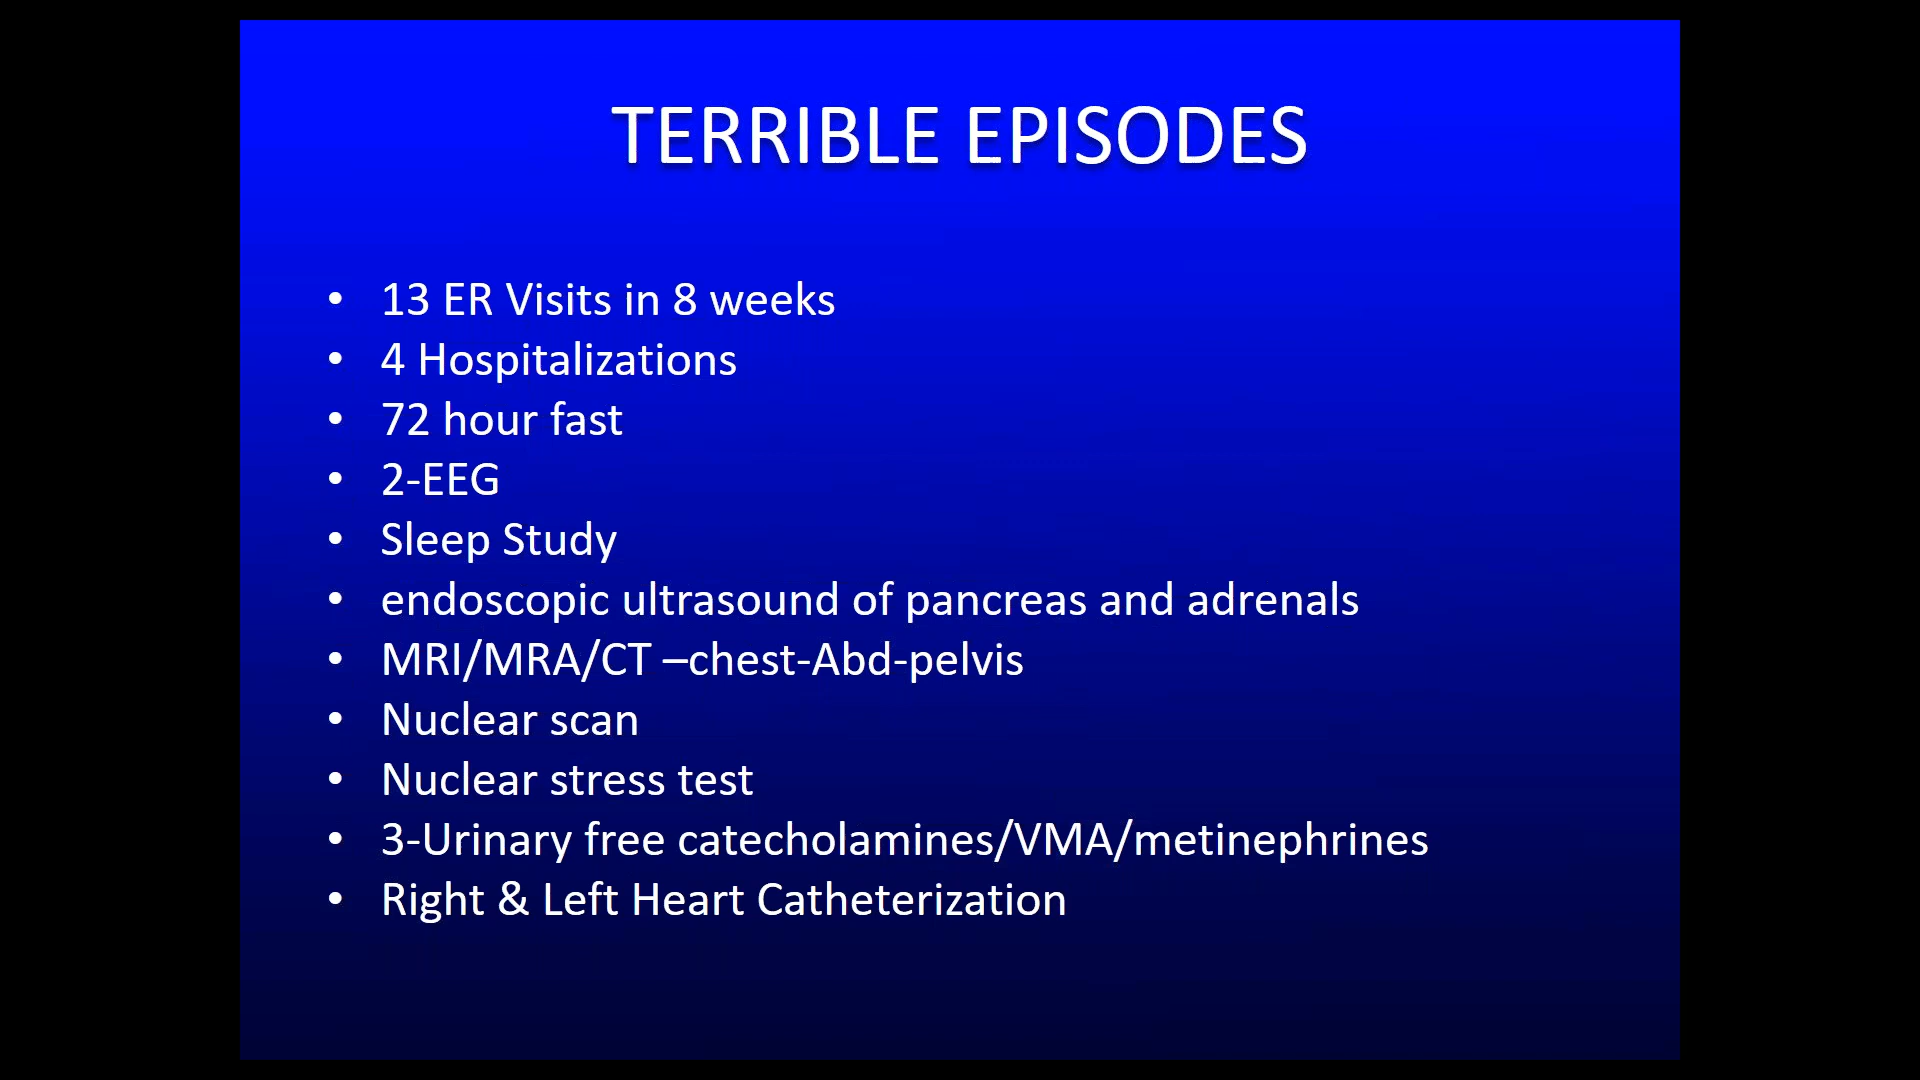 TERRIBLE EPISODES
• 13 ER Visits in 8 weeks
• 4 Hospitalizations
• 72 hour fast
• 2-EEG
• Sleep Study
• endoscopic ultrasound of pancreas and adrenals
• MRI/MRA/CT –chest-Abd-pelvis
• Nuclear scan
• Nuclear stress test
• 3-Urinary free catecholamines/VMA/metinephrines
• Right & Left Heart Catheterization